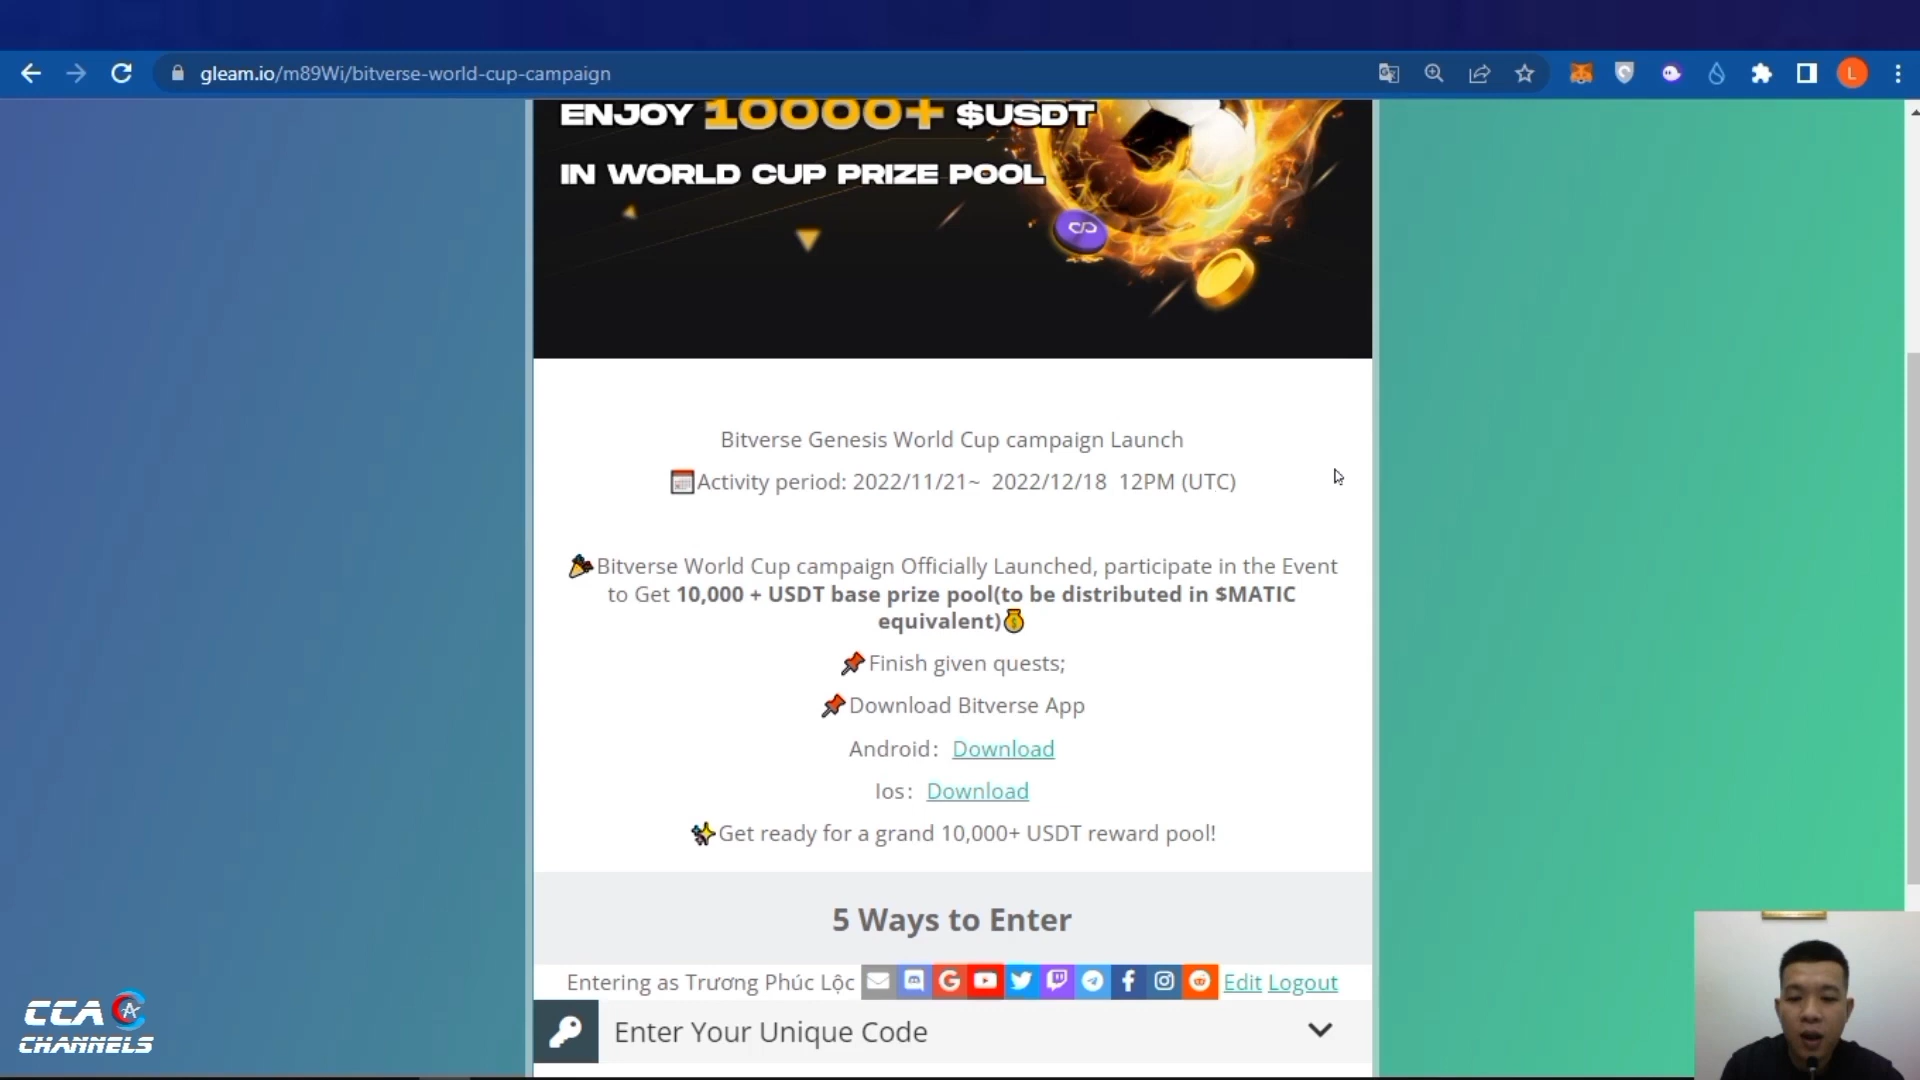 gleam.io/m89Wi/bitverse-world-cup-campaign
L
ENJOY 10000+ $USDT
IN WORLD CUP PRIZE POOL
Bitverse Genesis World Cup campaign Launch
Activity period: 2022/11/21~ 2022/12/18 12PM (UTC)
Bitverse World Cup campaign Officially Launched, participate in the Event
to Get 10,000 + USDT base prize pool(to be distributed in $MATIC
equivalent)
Finish given quests;
Download Bitverse App
Android: Download
Ios: Download
Get ready for a grand 10,000+ USDT reward pool!
5 Ways to Enter
Entering as Trương Phúc Lộc Edit Logout
Enter Your Unique Code
CCA
CHANNELS